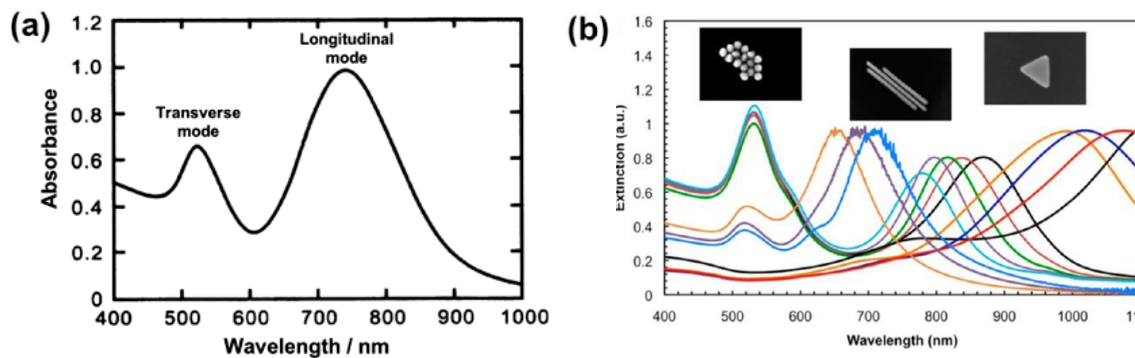 (a)
1.2
1.0
0.8
0.6
0.4
0.2
0
Absorbance
Transverse
mode
Longitudinal
mode
400 500 600 700 800 900 1000
Wavelength / nm
(b)
1.6
1.4
1.2
1
0.8
0.6
0.4
0.2
0
Extinction (a.u.)
400 500 600 700 800 900 1000
Wavelength (nm)